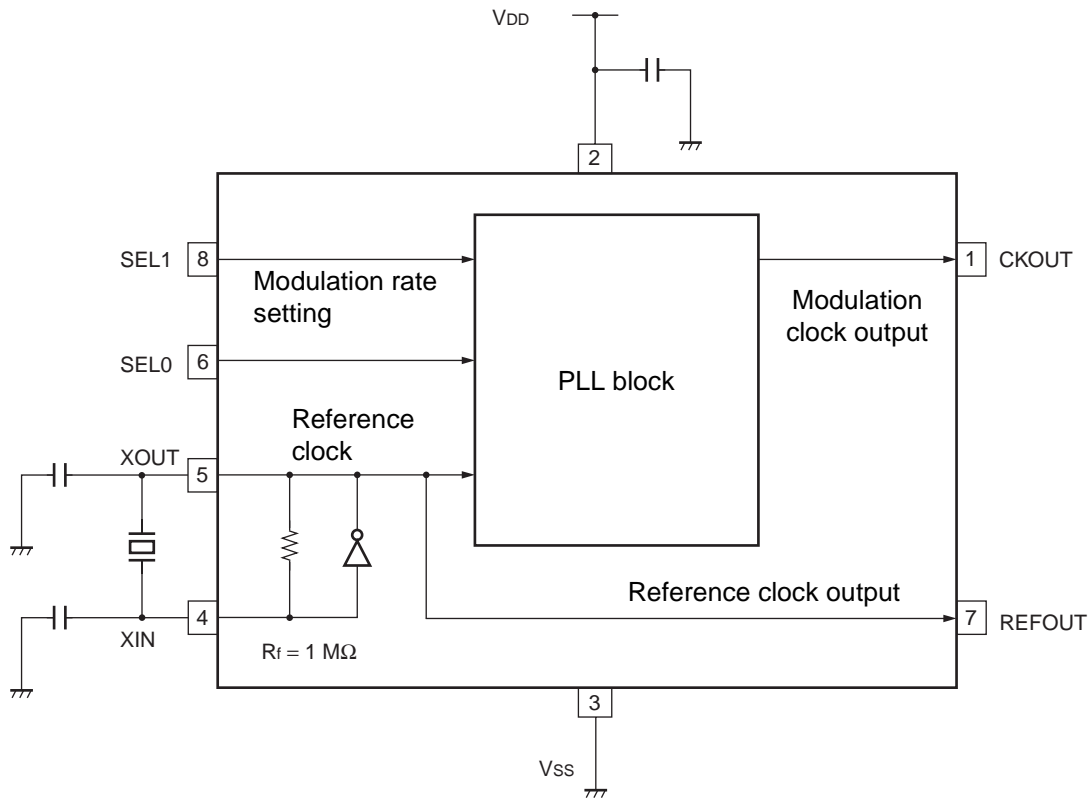 VDD
2
SEL1
8
Modulation rate
setting
1
CKOUT
Modulation
clock output
SEL0
6
PLL block
Reference
clock
XOUT
5
Reference clock output
7
REFOUT
4
XIN
Rf = 1 MΩ
3
VSS